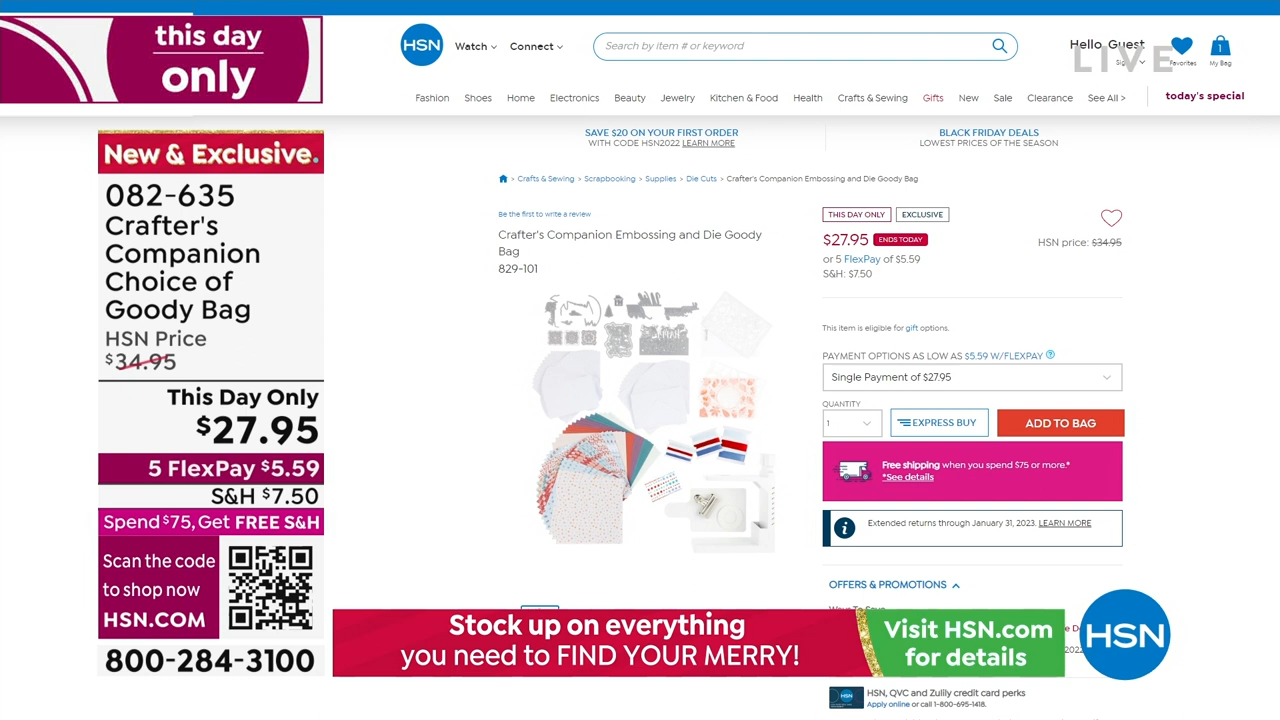 this day
only
New & Exclusive.
082-635
Crafter's
Companion
Choice of
Goody Bag
HSN Price
$34.95
This Day Only
$27.95
5 FlexPay $5.59
S&H $7.50
Spend $75, Get FREE S&H
Scan the code
to shop now
HSN.COM
800-284-3100
HSN
Watch
Connect
Search by item # or keyword
Hello, Guest
LIVE
Favorites
1
My Bag
Fashion Shoes Home Electronics Beauty Jewelry Kitchen & Food Health Crafts & Sewing Gifts New Sale Clearance See All >
today's special
SAVE $20 ON YOUR FIRST ORDER
WITH CODE HSN2022 LEARN MORE
BLACK FRIDAY DEALS
LOWEST PRICES OF THE SEASON
> Crafts & Sewing > Scrapbooking > Supplies > Die Cuts > Crafter's Companion Embossing and Die Goody Bag
Be the first to write a review
Crafter's Companion Embossing and Die Goody
Bag
829-101
THIS DAY ONLY
EXCLUSIVE
$27.95 ENDS TODAY
HSN price: $34.95
or 5 FlexPay of $5.59
S&H: $7.50
This item is eligible for gift options.
PAYMENT OPTIONS AS LOW AS $5.59 W/FLEXPAY ?
Single Payment of $27.95
QUANTITY
1
EXPRESS BUY
ADD TO BAG
Free shipping when you spend $75 or more.*
*See details
i
Extended returns through January 31, 2023. LEARN MORE
OFFERS & PROMOTIONS
Stock up on everything
you need to FIND YOUR MERRY!
Visit HSN.com
for details
HSN
HSN
HSN, QVC and Zulily credit card perks
Apply online or call 1-800-695-1418.